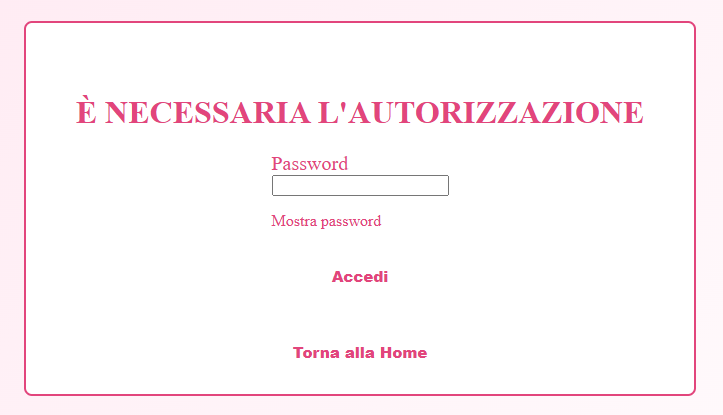 È NECESSARIA L'AUTORIZZAZIONE
Password
Mostra password
Accedi
Torna alla Home